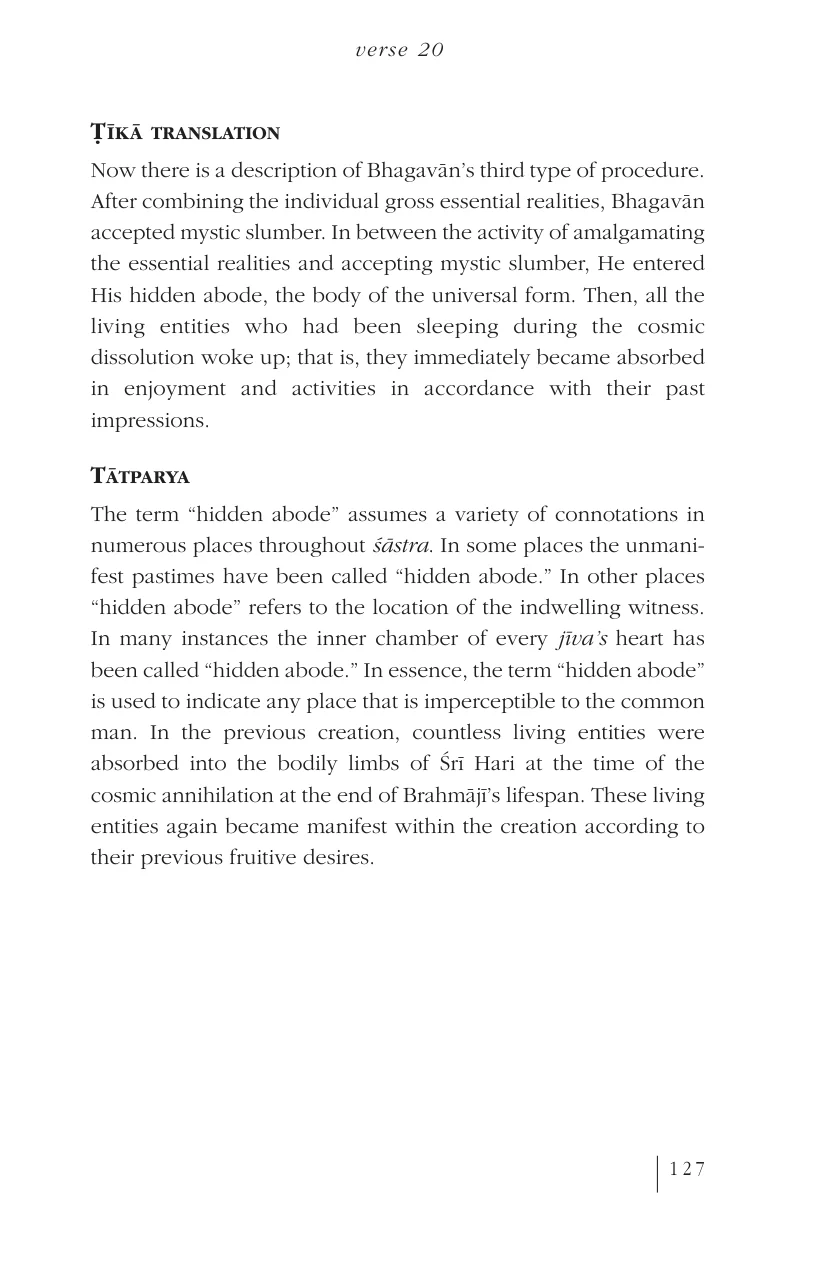 verse 20
ṬĪKĀ TRANSLATION
Now there is a description of Bhagavān’s third type of procedure.
After combining the individual gross essential realities, Bhagavān
accepted mystic slumber. In between the activity of amalgamating
the essential realities and accepting mystic slumber, He entered
His hidden abode, the body of the universal form. Then, all the
living entities who had been sleeping during the cosmic
dissolution woke up; that is, they immediately became absorbed
in enjoyment and activities in accordance with their past
impressions.
TĀTPARYA
The term “hidden abode” assumes a variety of connotations in
numerous places throughout śāstra. In some places the unmani-
fest pastimes have been called “hidden abode.” In other places
“hidden abode” refers to the location of the indwelling witness.
In many instances the inner chamber of every jīva’s heart has
been called “hidden abode.” In essence, the term “hidden abode”
is used to indicate any place that is imperceptible to the common
man. In the previous creation, countless living entities were
absorbed into the bodily limbs of Śrī Hari at the time of the
cosmic annihilation at the end of Brahmājī’s lifespan. These living
entities again became manifest within the creation according to
their previous fruitive desires.
127